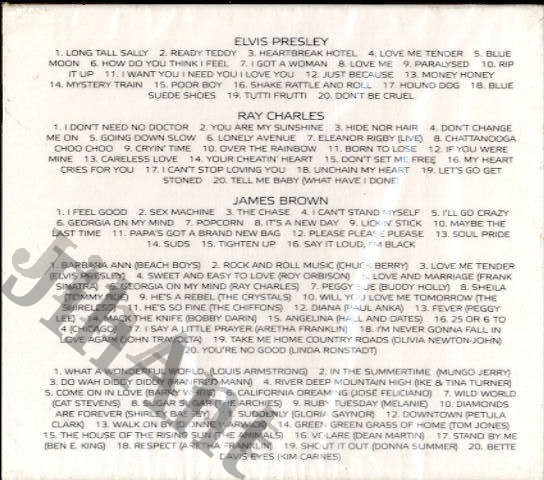 ELVIS PRESLEY
1. LONG TALL SALLY 2. READY TEDDY 3. HEARTBREAK HOTEL 4. LOVE ME TENDER 5. BLUE
MOON 6. HOW DO YOU THINK I FEEL 7. I GOT A WOMAN 8. LOVE ME 9. PARALYSED 10. RIP
IT UP 11. I WANT YOU I NEED YOU I LOVE YOU 12. JUST BECAUSE 13. MONEY HONEY
14. MYSTERY TRAIN 15. POOR BOY 16. SHAKE RATTLE AND ROLL 17. HOUND DOG 18. BLUE
SUEDE SHOES 19. TUTTI FRUTTI 20. DON'T BE CRUEL
RAY CHARLES
1. I DON'T NEED NO DOCTOR 2. YOU ARE MY SUNSHINE 3. HIDE NOR HAIR 4. DON'T CHANGE
ME ON 5. GOING DOWN SLOW 6. LONELY AVENUE 7. ELEANOR RIGBY (LIVE) 8. CHATTANOOGA
CHOO CHOO 9. CRYIN' TIME 10. OVER THE RAINBOW 11. BORN TO LOSE 12. IF YOU WERE
MINE 13. CARELESS LOVE 14. YOUR CHEATIN' HEART 15. DON'T SET ME FREE 16. MY HEART
CRIES FOR YOU 17. I CAN'T STOP LOVING YOU 18. UNCHAIN MY HEART 19. LET'S GO GET
STONED 20. TELL ME BABY (WHAT HAVE I DONE)
JAMES BROWN
1. I FEEL GOOD 2. SEX MACHINE 3. THE CHASE 4. I CAN'T STAND MYSELF 5. I'LL GO CRAZY
6. GEORGIA ON MY MIND 7. POPCORN 8. IT'S A NEW DAY 9. LICKIN' STICK 10. MAYBE THE
LAST TIME 11. PAPA'S GOT A BRAND NEW BAG 12. PLEASE PLEASE PLEASE 13. SOUL PRIDE
14. SUDS 15. TIGHTEN UP 16. SAY IT LOUD, I'M BLACK
1. BARBARA ANN (BEACH BOYS) 2. ROCK AND ROLL MUSIC (CHUCK BERRY) 3. LOVE ME TENDER
(ELVIS PRESLEY) 4. SWEET AND EASY TO LOVE (ROY ORBISON) 5. LOVE AND MARRIAGE (FRANK
SINATRA) 6. GEORGIA ON MY MIND (RAY CHARLES) 7. PEGGY SUE (BUDDY HOLLY) 8. SHEILA
(TOMMY ROE) 9. HE'S A REBEL (THE CRYSTALS) 10. WILL YOU LOVE ME TOMORROW (THE
SHIRELLES) 11. HE'S SO FINE (THE CHIFFONS) 12. DIANA (PAUL ANKA) 13. FEVER (PEGGY
LEE) 14. MACK THE KNIFE (BOBBY DARIN) 15. ANGELINA (HALL AND OATES) 16. 25 OR 6 TO
4 (CHICAGO) 17. I SAY A LITTLE PRAYER (ARETHA FRANKLIN) 18. I'M NEVER GONNA FALL IN
LOVE AGAIN (JOHN TRAVOLTA) 19. TAKE ME HOME COUNTRY ROADS (OLIVIA NEWTON-JOHN)
20. YOU'RE NO GOOD (LINDA RONSTADT)
1. WHAT A WONDERFUL WORLD (LOUIS ARMSTRONG) 2. IN THE SUMMERTIME (MUNGO JERRY)
3. DO WAH DIDDY DIDDY (MANFRED MANN) 4. RIVER DEEP MOUNTAIN HIGH (IKE & TINA TURNER)
5. COME ON IN LOVE (BARRY WHITE) 6. CALIFORNIA DREAMING (JOSÉ FELICIANO) 7. WILD WORLD
(CAT STEVENS) 8. SUGAR SUGAR (ARCHIES) 9. RUBY TUESDAY (MELANIE) 10. DIAMONDS
ARE FOREVER (SHIRLEY BASSEY) 11. SUDDENLY (GLORIA GAYNOR) 12. DOWNTOWN (PETULA
CLARK) 13. WALK ON BY (DIONNE WARWICK) 14. GREEN GREEN GRASS OF HOME (TOM JONES)
15. THE HOUSE OF THE RISING SUN (THE ANIMALS) 16. VOLARE (DEAN MARTIN) 17. STAND BY ME
(BEN E. KING) 18. RESPECT (ARETHA FRANKLIN) 19. SHOUT IT OUT (DONNA SUMMER) 20. BETTE
DAVIS EYES (KIM CARNES)
JihAnt